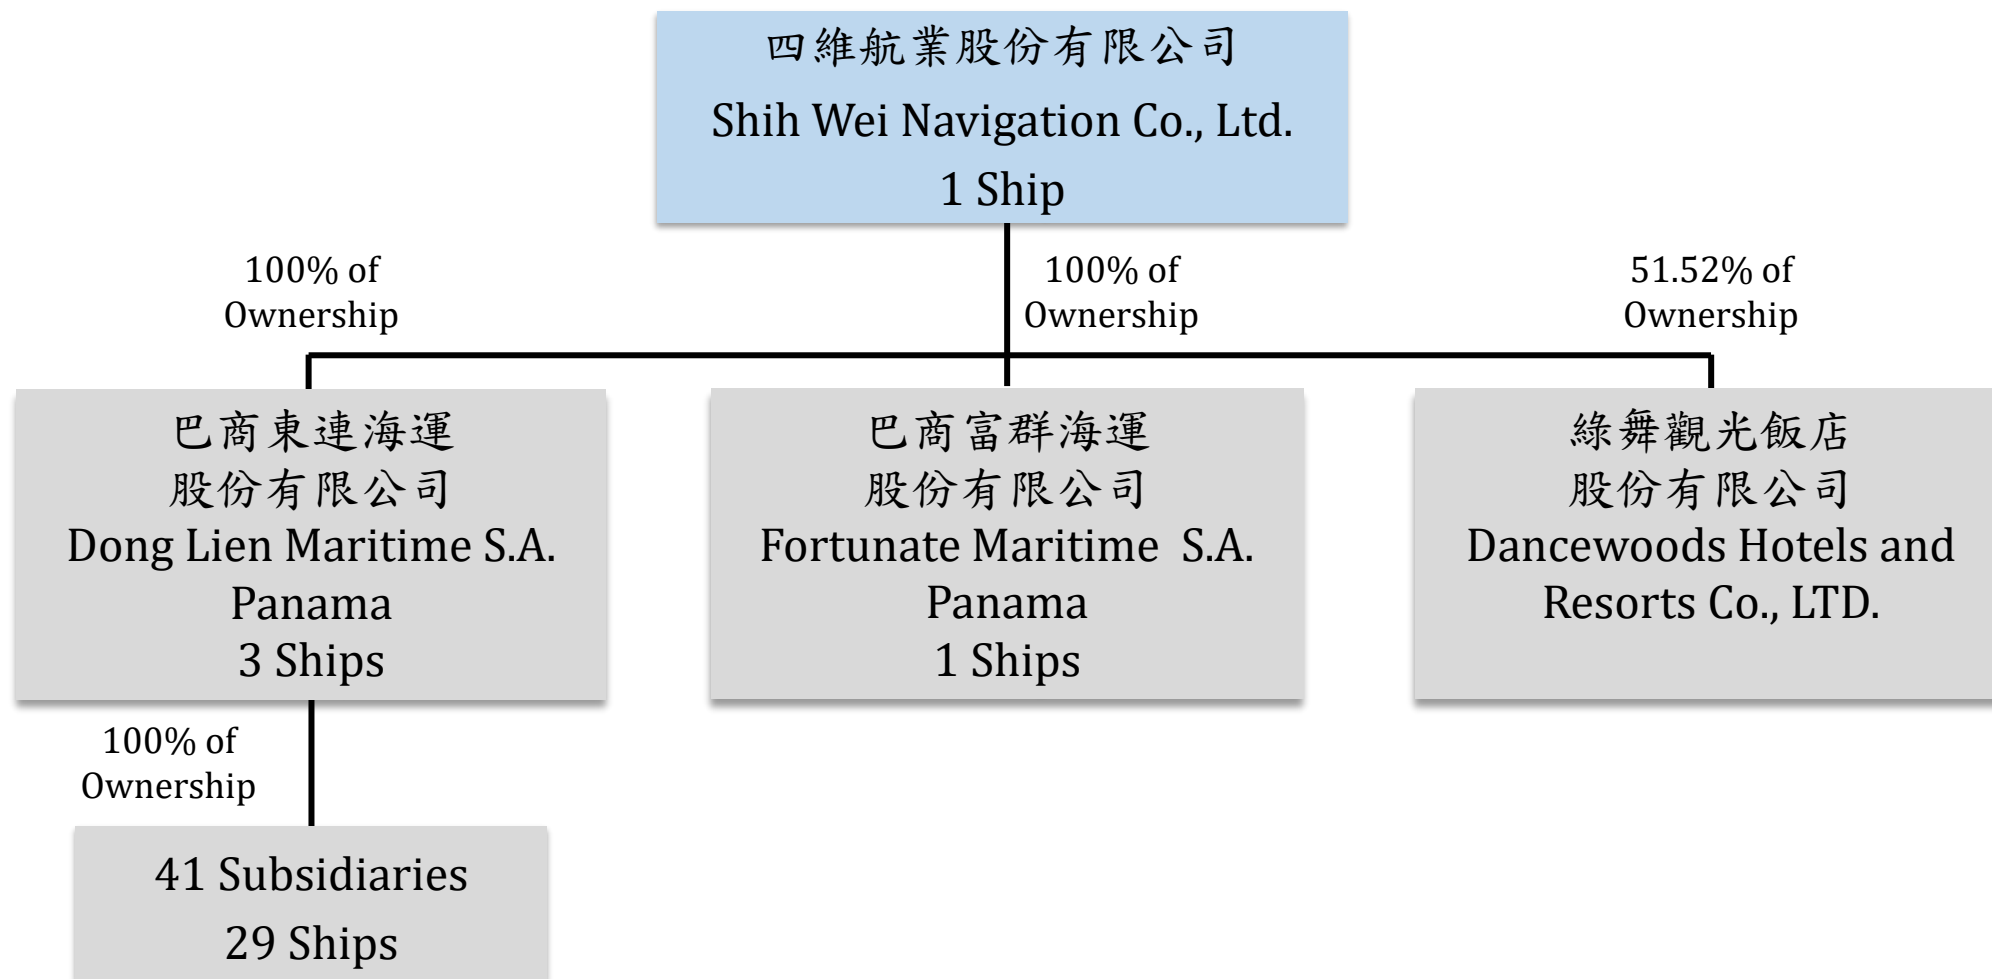 四維航業股份有限公司
Shih Wei Navigation Co., Ltd.
1 Ship
100% of
Ownership
100% of
Ownership
51.52% of
Ownership
巴商東連海運
股份有限公司
Dong Lien Maritime S.A.
Panama
3 Ships
巴商富群海運
股份有限公司
Fortunate Maritime  S.A.
Panama
1 Ships
綠舞觀光飯店
股份有限公司
Dancewoods Hotels and
Resorts Co., LTD.
100% of
Ownership
41 Subsidiaries
29 Ships